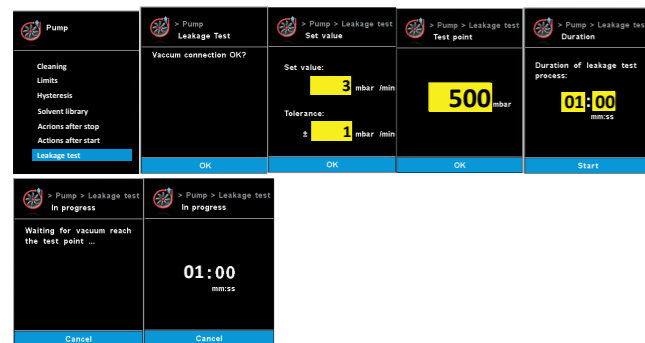 Pump
Cleaning
Limits
Hysteresis
Solvent library
Acrions after stop
Actions after start
Leakage test
> Pump
Leakage Test
Vaccum connection OK?
OK
> Pump > Leakage test
Set value
Set value:
3 mbar /min
Tolerance:
± 1 mbar /min
OK
> Pump > Leakage test
Test point
500 mbar
OK
> Pump > Leakage tes
Duration
Duration of leakage test
process:
01:00
mm:ss
Start
> Pump > Leakage test
In progress
Waiting for vacuum reach
the test point ...
Cancel
> Pump > Leakage test
In progress
01:00
mm:ss
Cancel